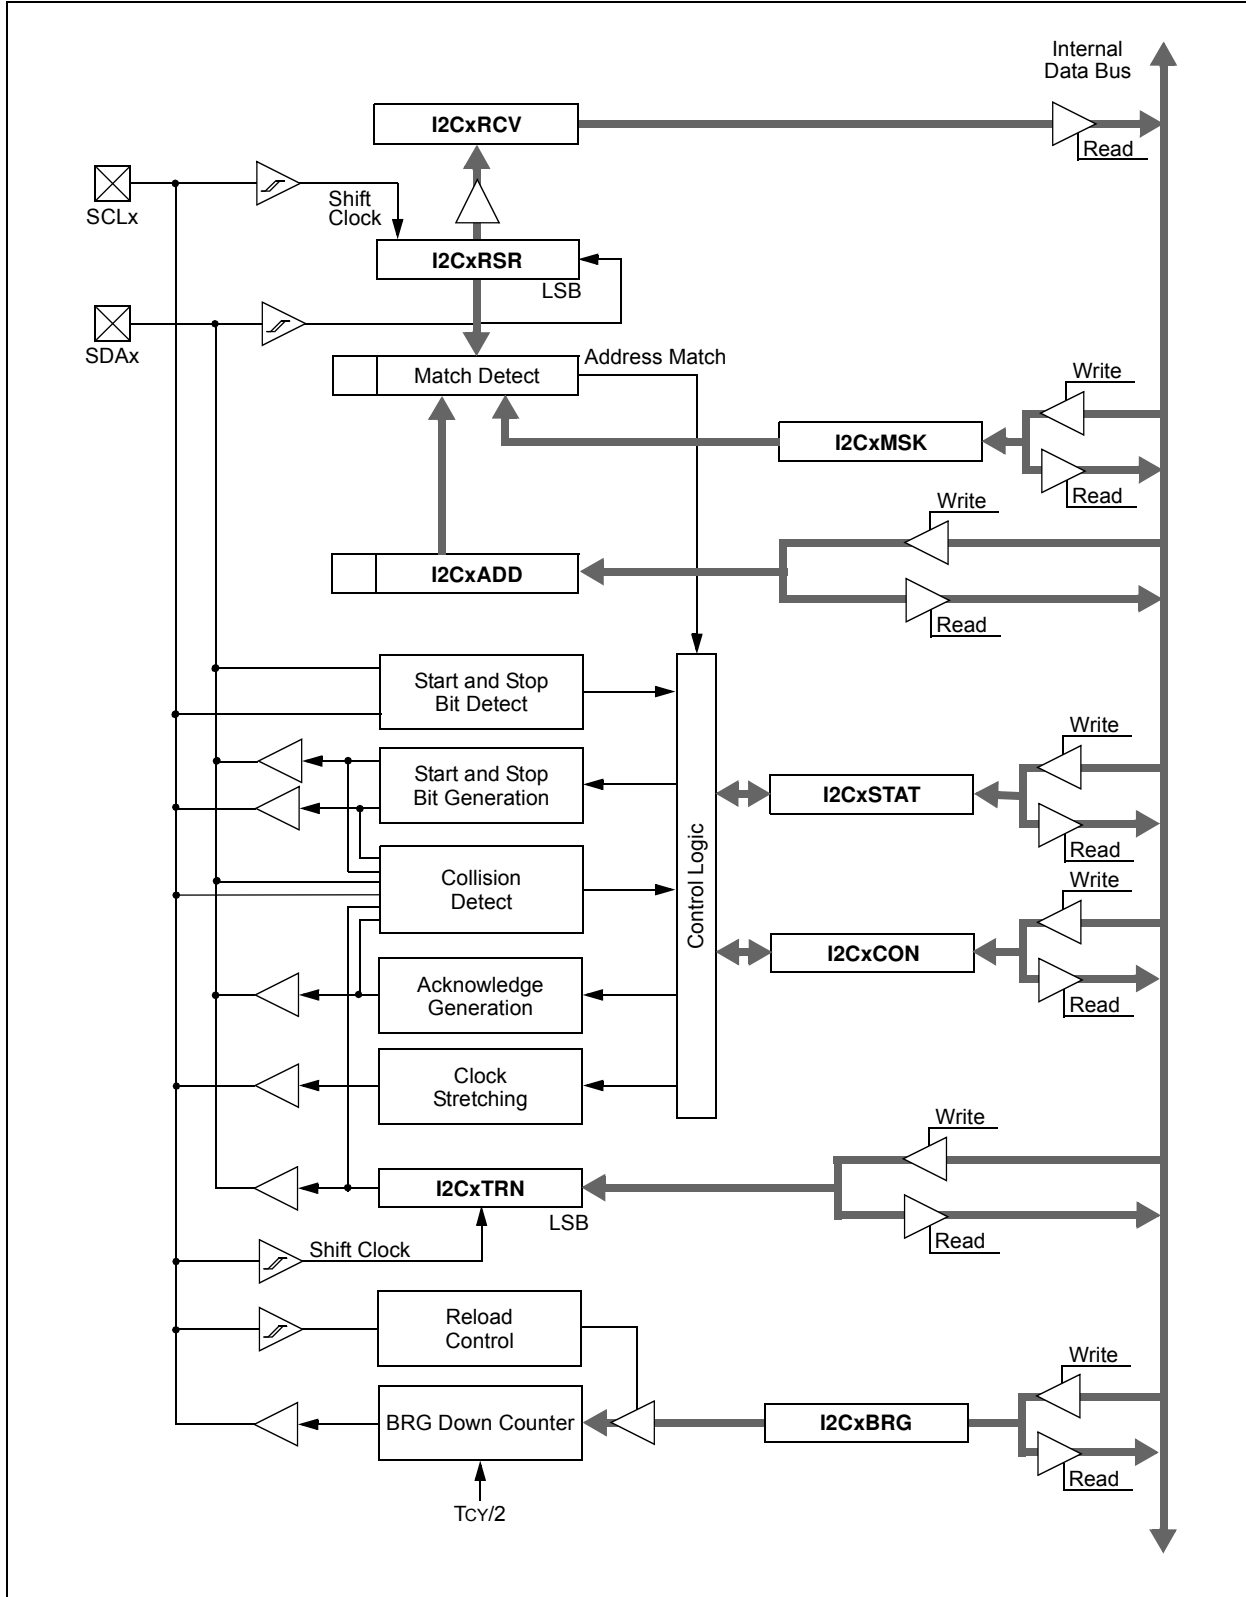 Internal
Data Bus
I2CxRCV
Read
SCLx
Shift
Clock
I2CxRSR
LSB
SDAx
Address Match
Match Detect
Write
I2CxMSK
Read
Write
I2CxADD
Read
Start and Stop
Bit Detect
Write
Start and Stop
Bit Generation
I2CxSTAT
Read
Control Logic
Collision
Detect
Write
I2CxCON
Read
Acknowledge
Generation
Clock
Stretching
Write
I2CxTRN
LSB
Read
Shift Clock
Reload
Control
Write
BRG Down Counter
I2CxBRG
Read
TCY/2